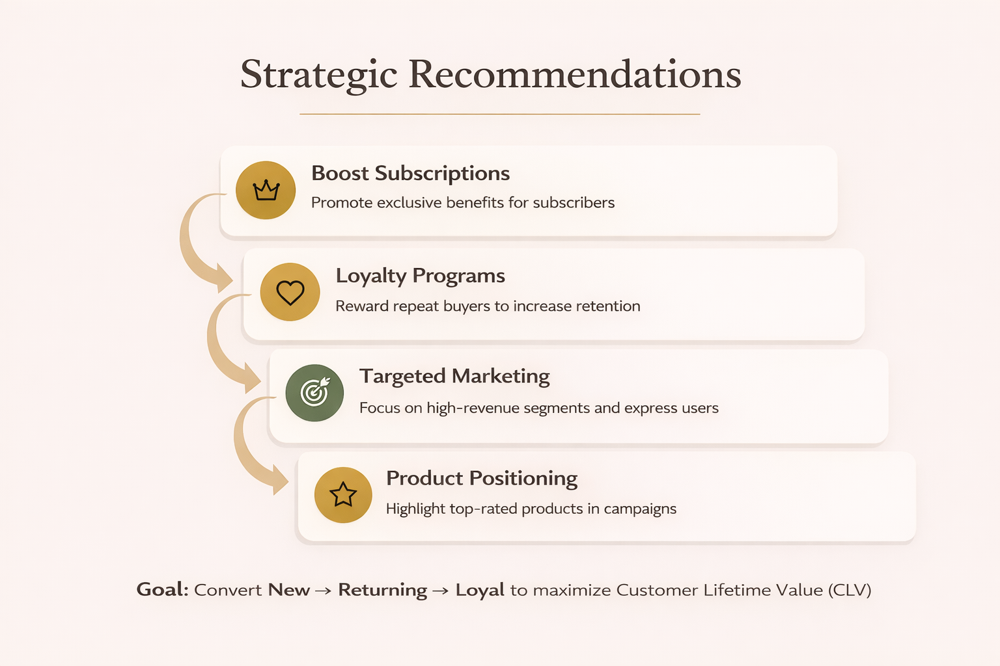 Strategic Recommendations
Boost Subscriptions
Promote exclusive benefits for subscribers
Loyalty Programs
Reward repeat buyers to increase retention
Targeted Marketing
Focus on high-revenue segments and express users
Product Positioning
Highlight top-rated products in campaigns
Goal: Convert New → Returning → Loyal to maximize Customer Lifetime Value (CLV)